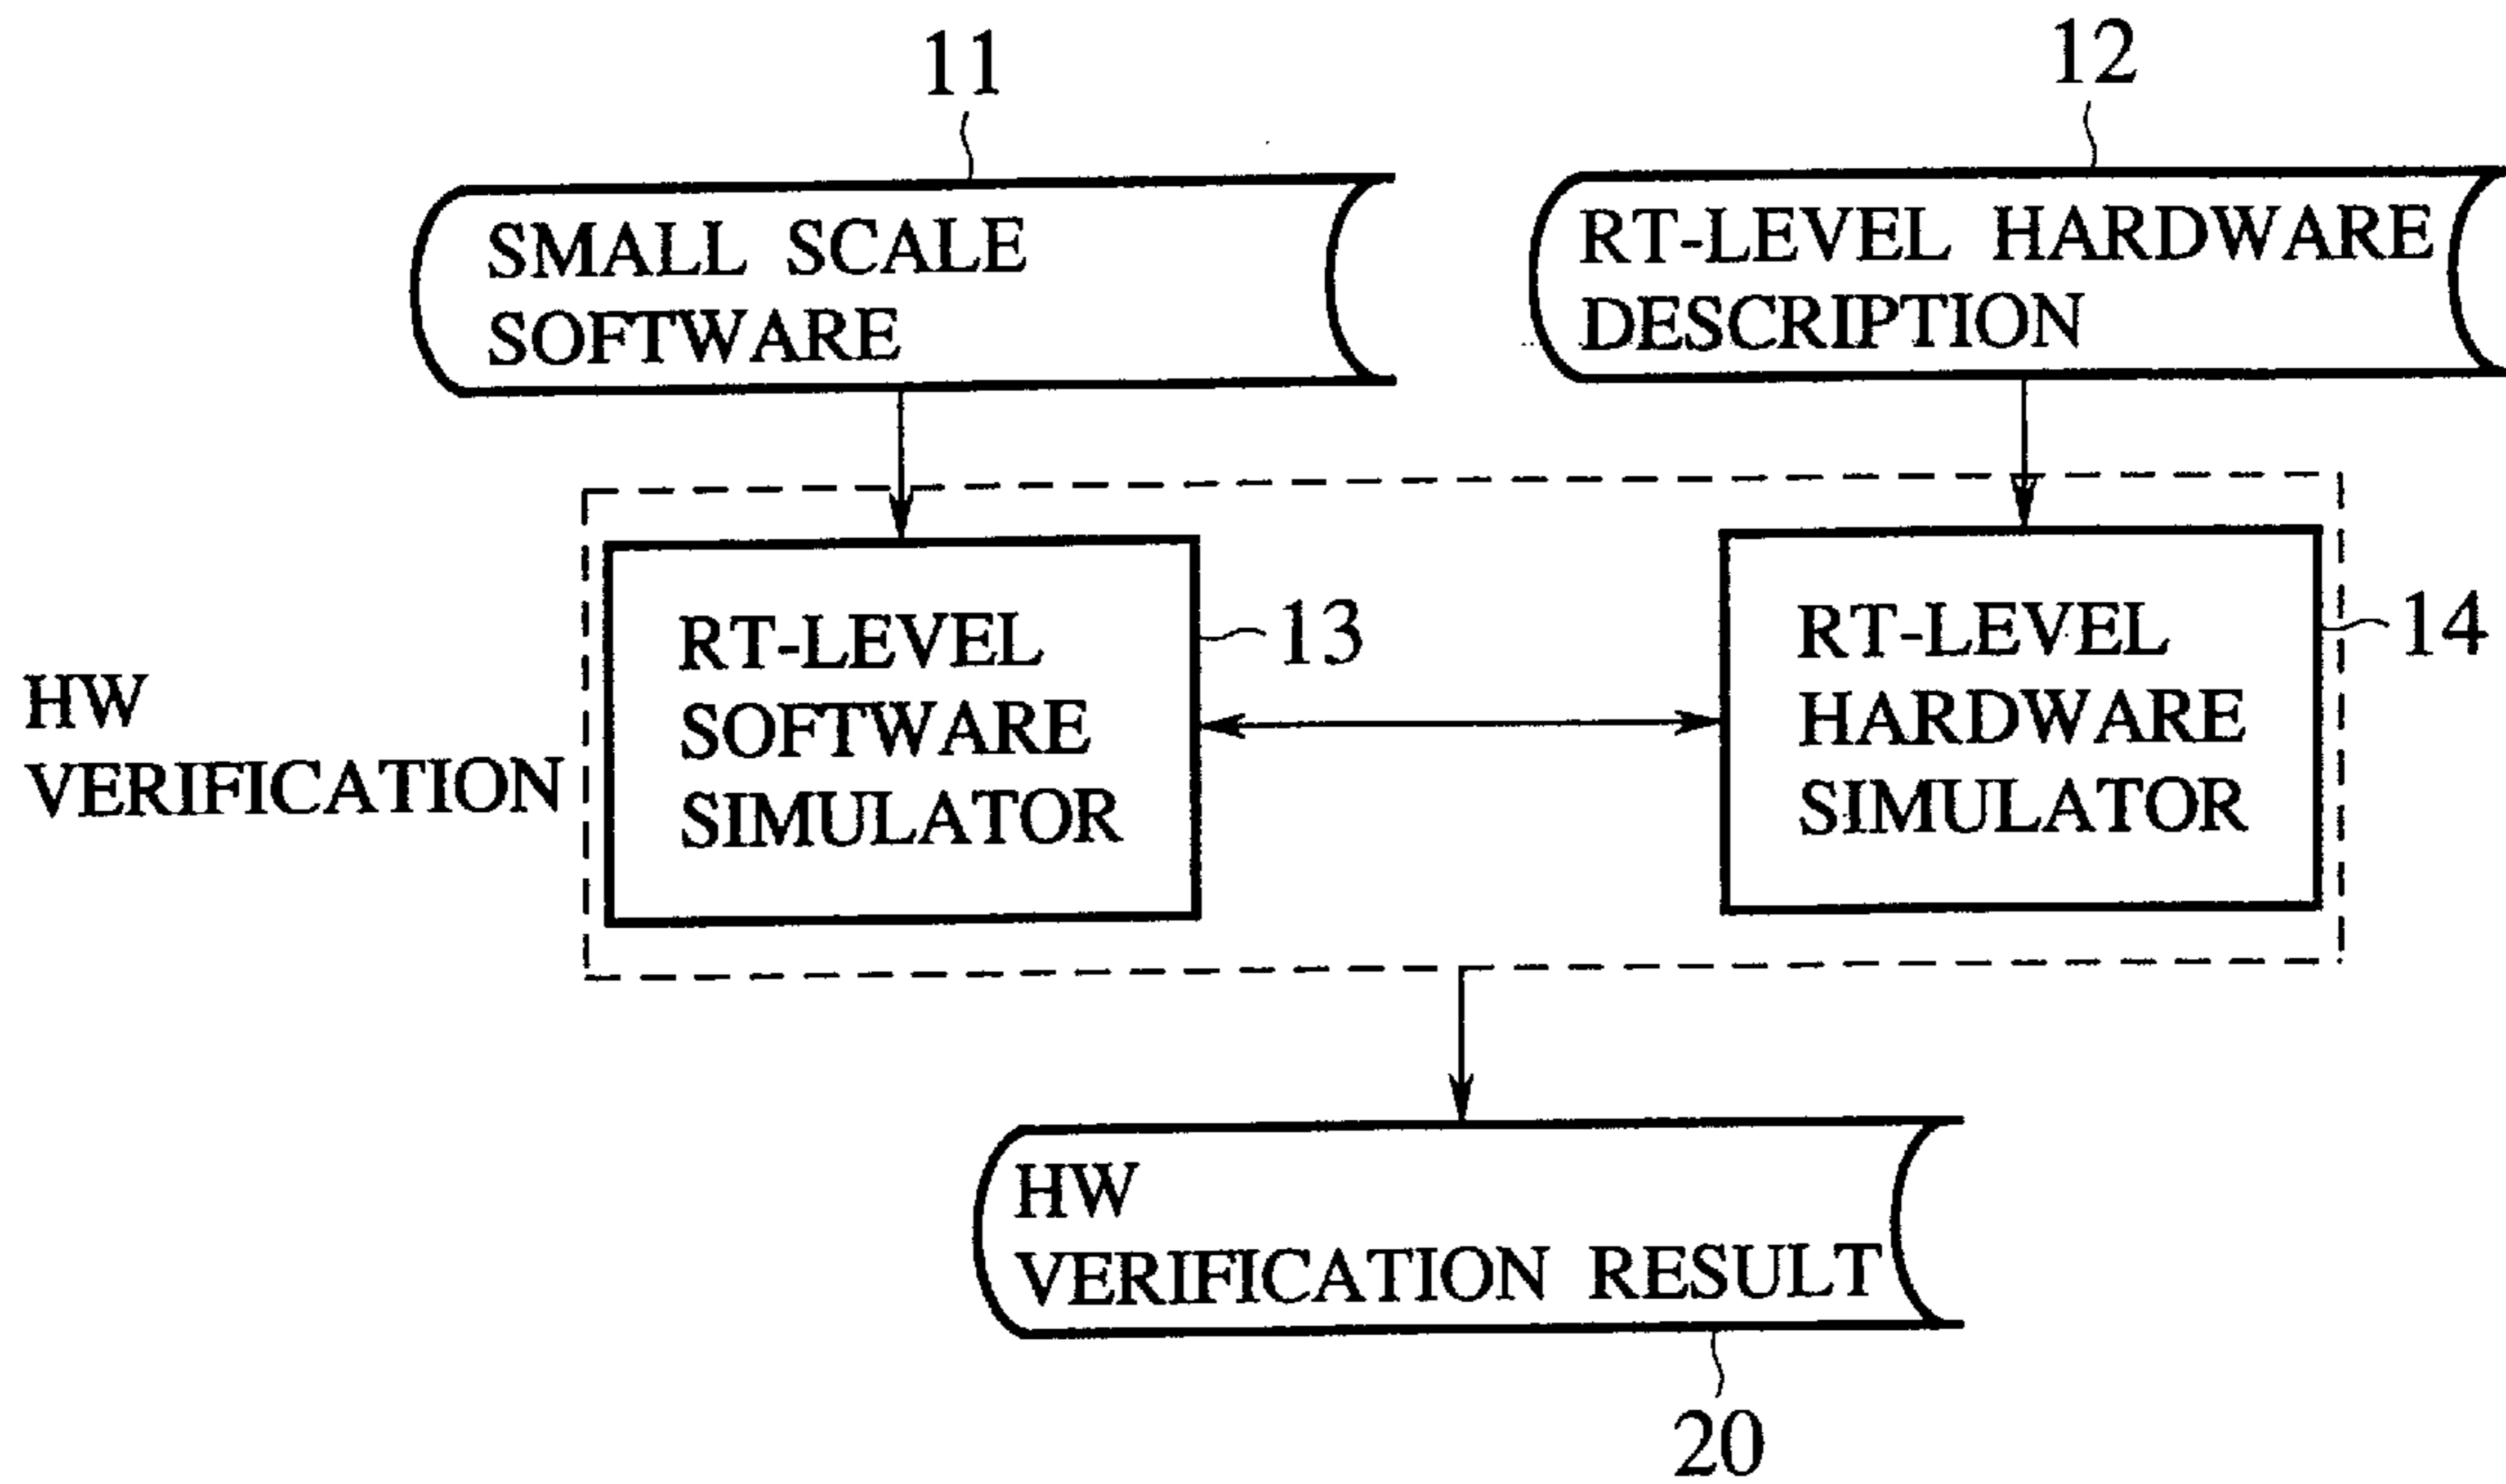 11
12
SMALL SCALE
SOFTWARE
RT-LEVEL HARDWARE
DESCRIPTION
HW
VERIFICATION
RT-LEVEL
SOFTWARE
SIMULATOR
13
RT-LEVEL
HARDWARE
SIMULATOR
14
HW
VERIFICATION RESULT
20